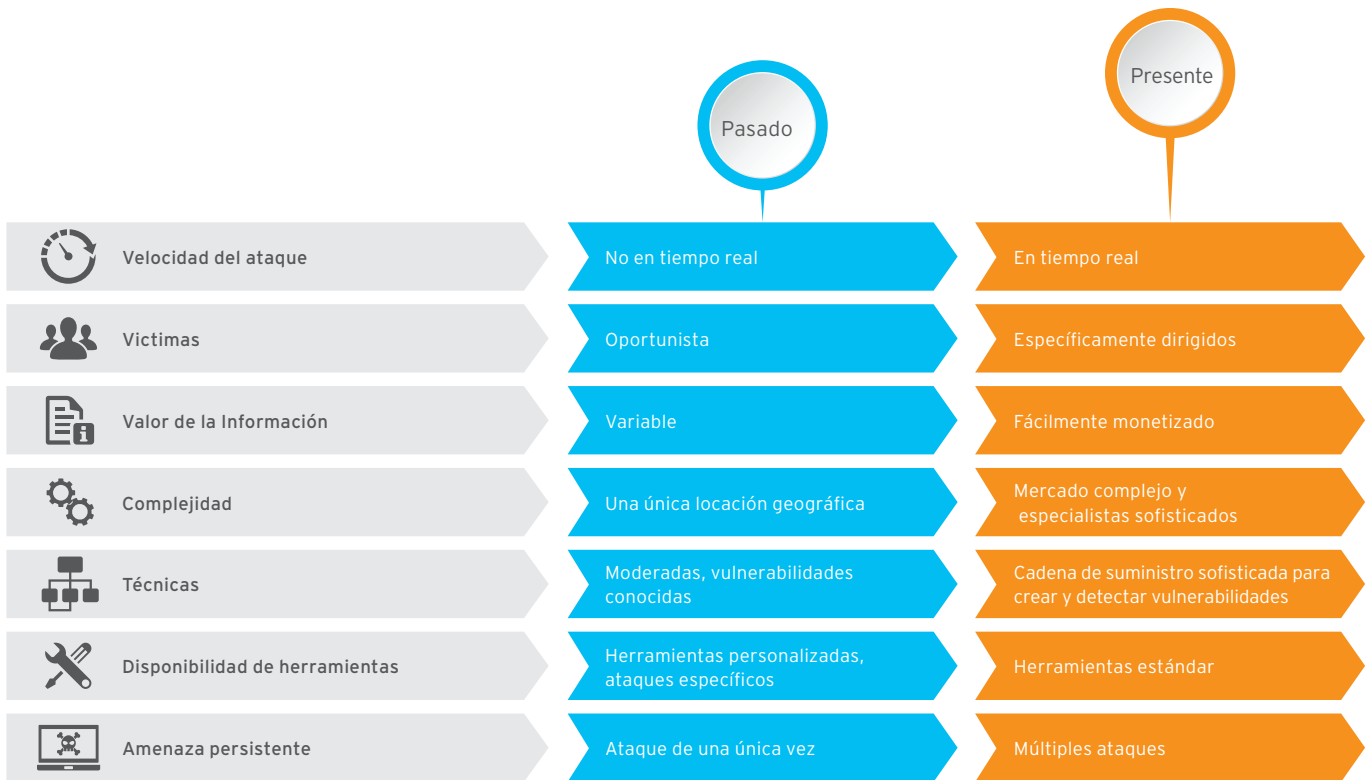 Presente
Pasado
Velocidad del ataque
No en tiempo real
En tiempo real
Victimas
Oportunista
Específicamente dirigidos
Valor de la Información
Variable
Fácilmente monetizado
Complejidad
Una única locación geográfica
Mercado complejo y
especialistas sofisticados
Técnicas
Moderadas, vulnerabilidades
conocidas
Cadena de suministro sofisticada para
crear y detectar vulnerabilidades
Disponibilidad de herramientas
Herramientas personalizadas,
ataques específicos
Herramientas estándar
Amenaza persistente
Ataque de una única vez
Múltiples ataques